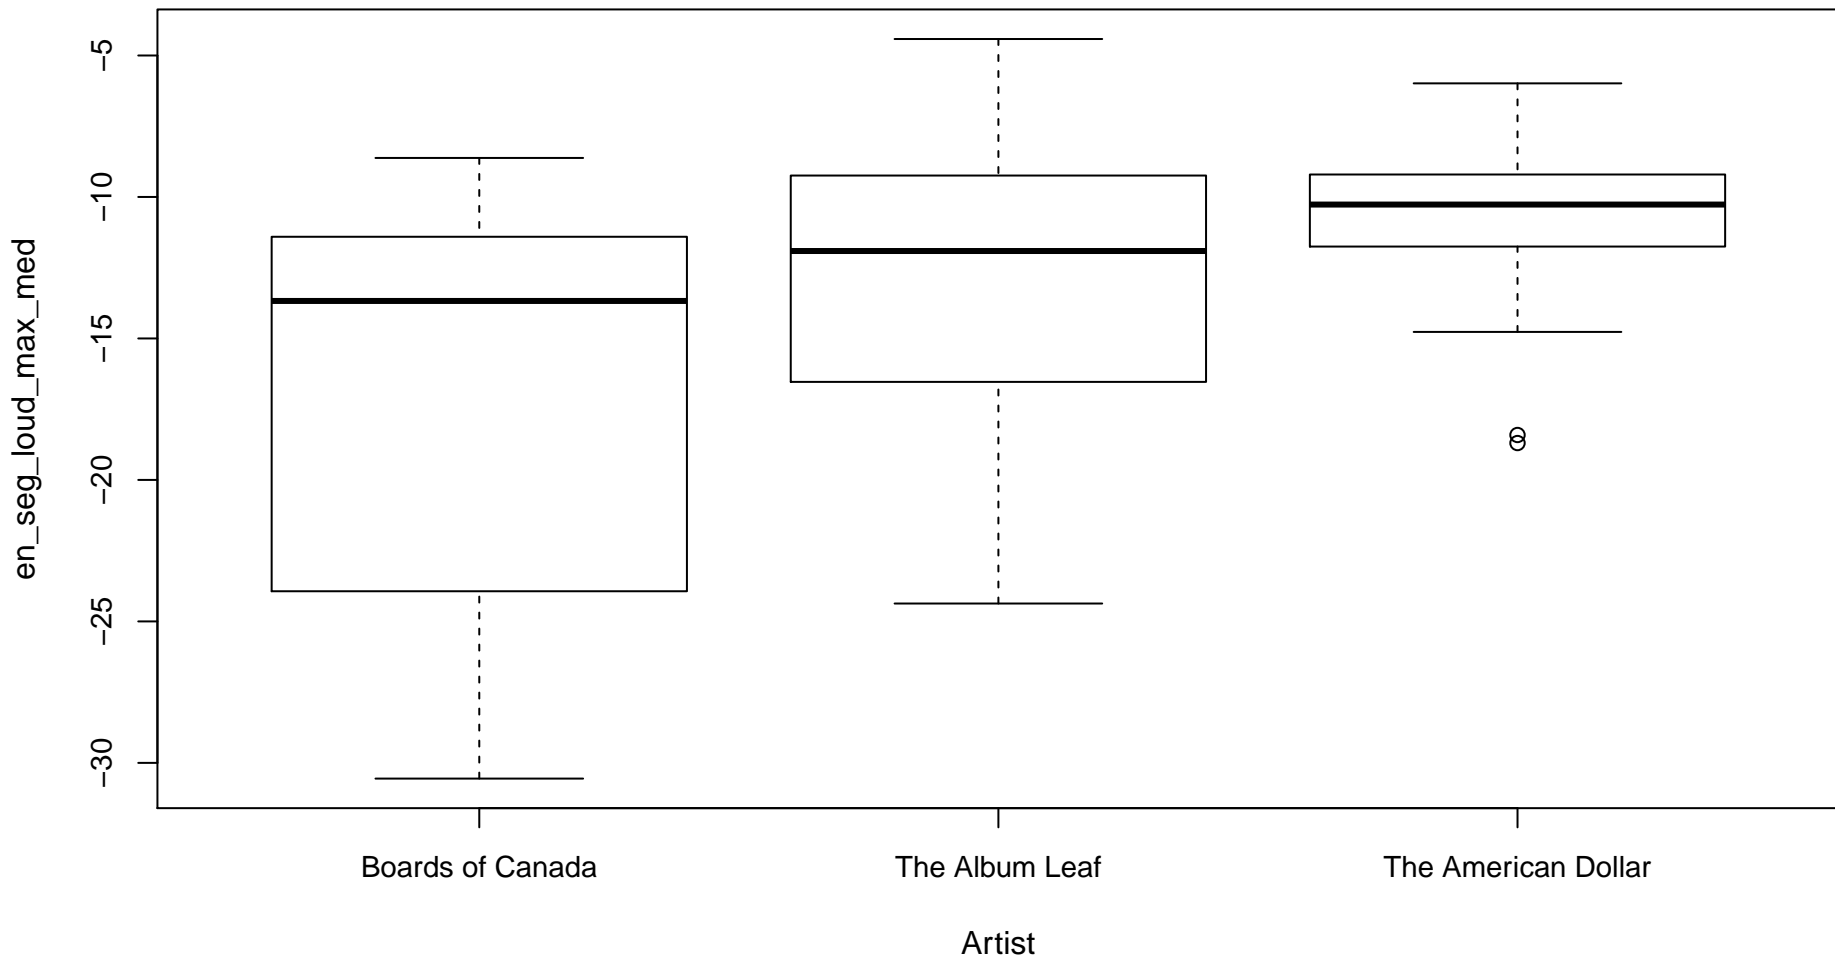 en_seg_loud_max_med
−5
−10
−15
−20
−25
−30
Boards of Canada
The Album Leaf
The American Dollar
Artist